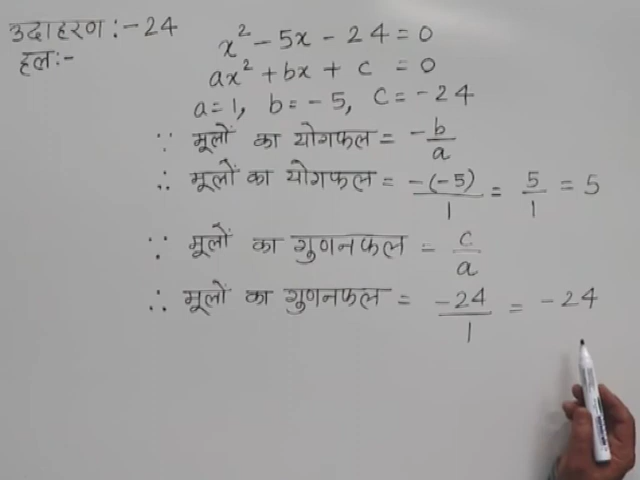 उदाहरण :- 24
x² - 5x - 24 = 0
हल :-
ax² + bx + c = 0
a = 1, b = -5, c = -24
∵ मूलों का योगफल = -b/a
∴ मूलों का योगफल = -(-5)/1 = 5/1 = 5
∵ मूलों का गुणनफल = c/a
∴ मूलों का गुणनफल = -24/1 = -24